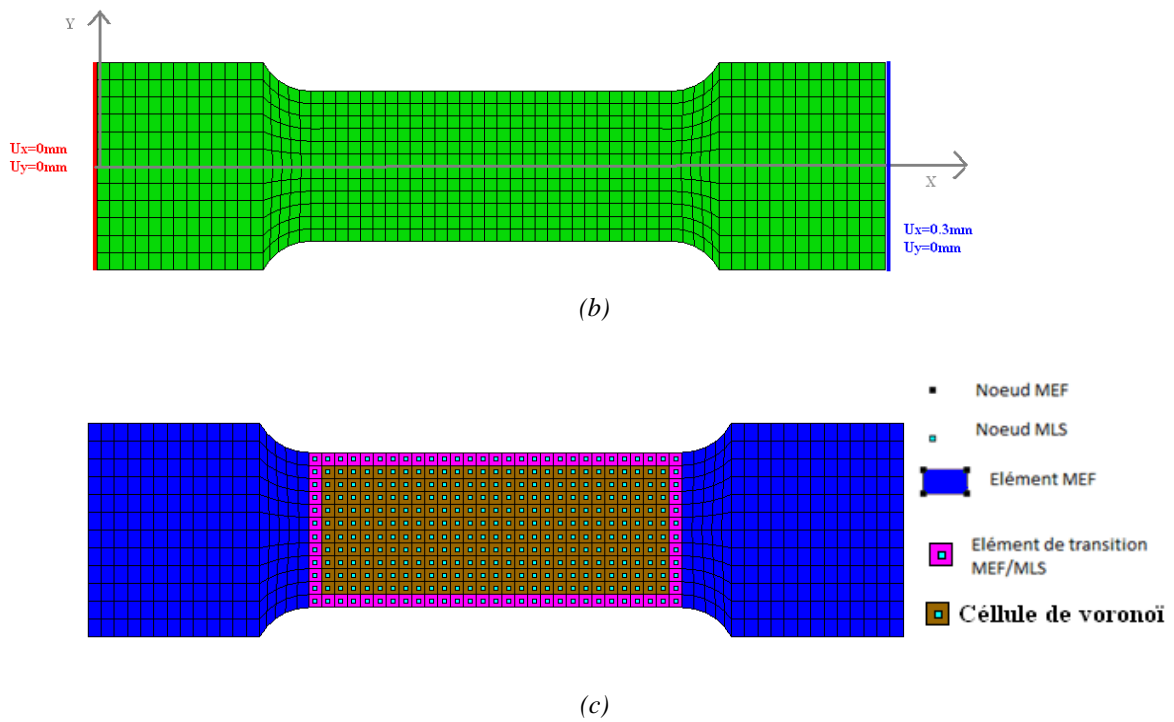 Y
Ux=0mm
Uy=0mm
X
Ux=0.3mm
Uy=0mm
(b)
Noeud MEF
Noeud MLS
Elément MEF
Elément de transition
MEF/MLS
Céllule de voronoï
(c)